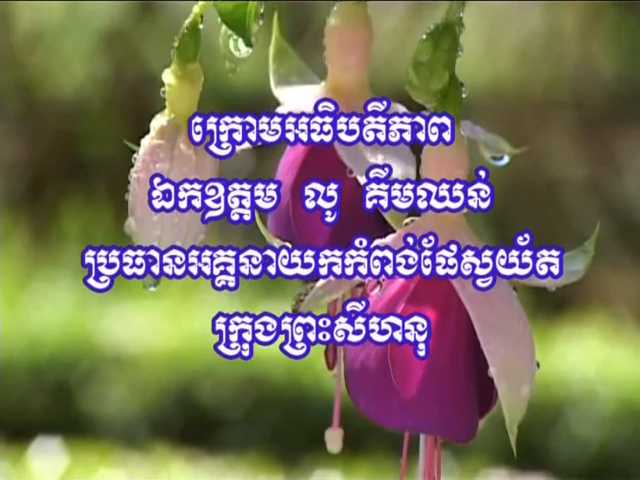 ក្រោមអធិបតីភាព
ឯកឧត្តម លូ គីមឈន់
ប្រធានអគ្គនាយកកំពង់ផែស្វយ័ត
ក្រុងព្រះសីហនុ